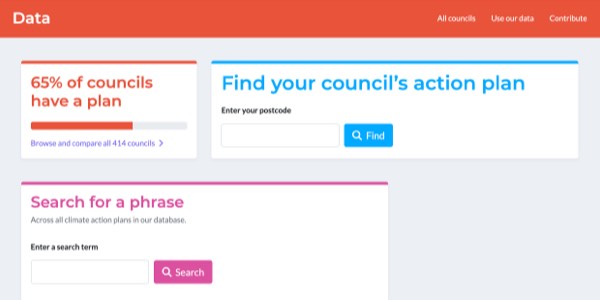 Data
All councils
Use our data
Contribute
65% of councils
have a plan
Browse and compare all 414 councils
Find your council's action plan
Enter your postcode
Find
Search for a phrase
Across all climate action plans in our database.
Enter a search term
Search